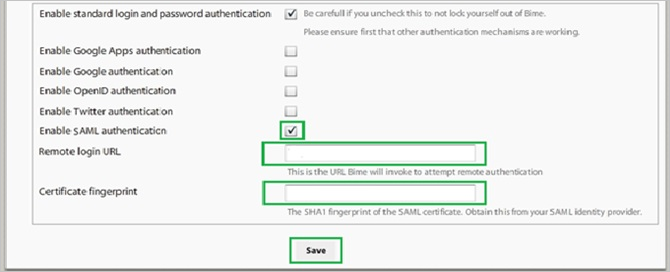 Enable standard login and password authentication Be carefull if you uncheck this to not lock yourself out of Bime.
Please ensure first that other authentication mechanisms are working.
Enable Google Apps authentication
Enable Google authentication
Enable OpenID authentication
Enable Twitter authentication
Enable SAML authentication
Remote login URL
This is the URL Bime will invoke to attempt remote authentication
Certificate fingerprint
The SHA1 fingerprint of the SAML certificate. Obtain this from your SAML identity provider.
Save